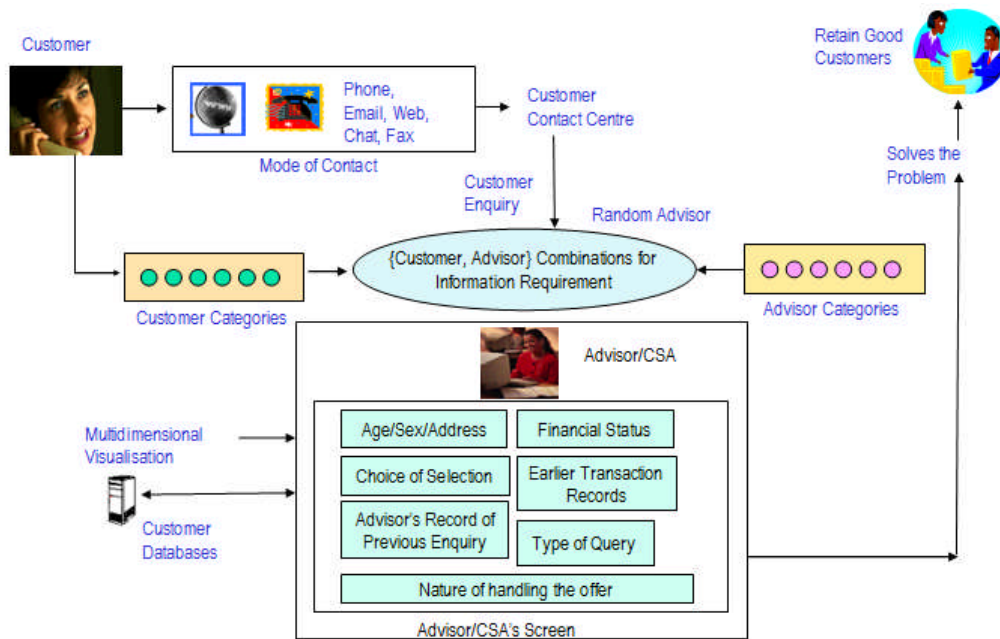 Customer
Retain Good
Customers
WWW
Phone,
Email, Web,
Chat, Fax
Mode of Contact
Customer
Contact Centre
Solves the
Problem
Customer
Enquiry
Random Advisor
{Customer, Advisor} Combinations for
Information Requirement
Customer Categories
Advisor Categories
Advisor/CSA
Multidimensional
Visualisation
Customer
Databases
Age/Sex/Address
Financial Status
Choice of Selection
Earlier Transaction
Records
Advisor's Record of
Previous Enquiry
Type of Query
Nature of handling the offer
Advisor/CSA's Screen